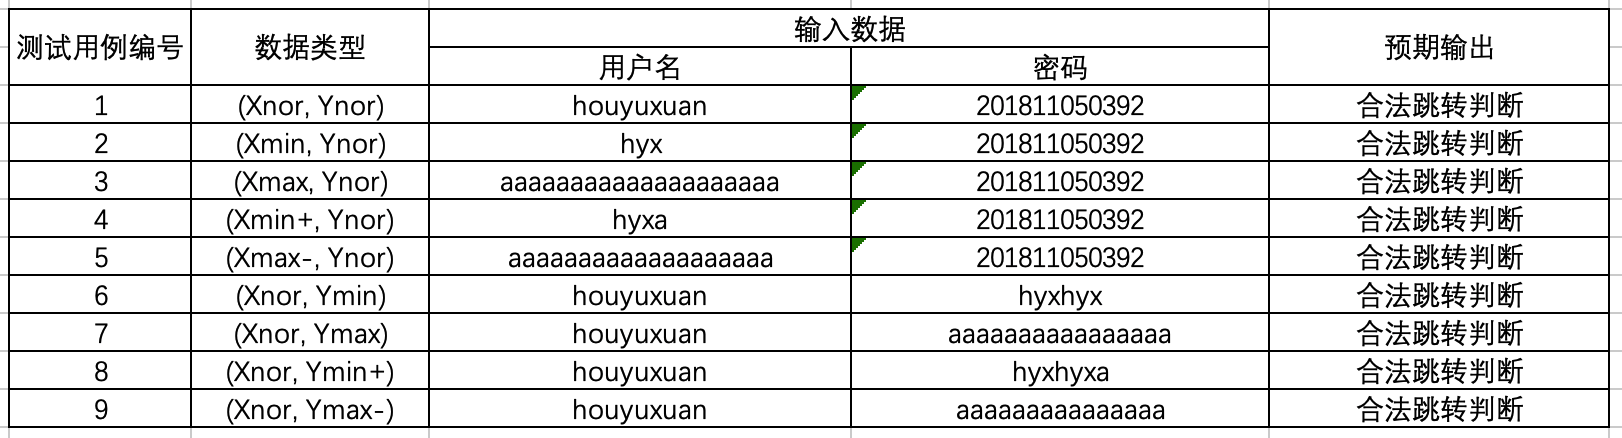 测试用例编号 数据类型 输入数据 预期输出
用户名 密码
1 (Xnor, Ynor) houyuxuan 201811050392 合法跳转判断
2 (Xmin, Ynor) hyx 201811050392 合法跳转判断
3 (Xmax, Ynor) aaaaaaaaaaaaaaaaaaaa 201811050392 合法跳转判断
4 (Xmin+, Ynor) hyxa 201811050392 合法跳转判断
5 (Xmax-, Ynor) aaaaaaaaaaaaaaaaaaa 201811050392 合法跳转判断
6 (Xnor, Ymin) houyuxuan hyxhyx 合法跳转判断
7 (Xnor, Ymax) houyuxuan aaaaaaaaaaaaaaaa 合法跳转判断
8 (Xnor, Ymin+) houyuxuan hyxhyxa 合法跳转判断
9 (Xnor, Ymax-) houyuxuan aaaaaaaaaaaaaaa 合法跳转判断